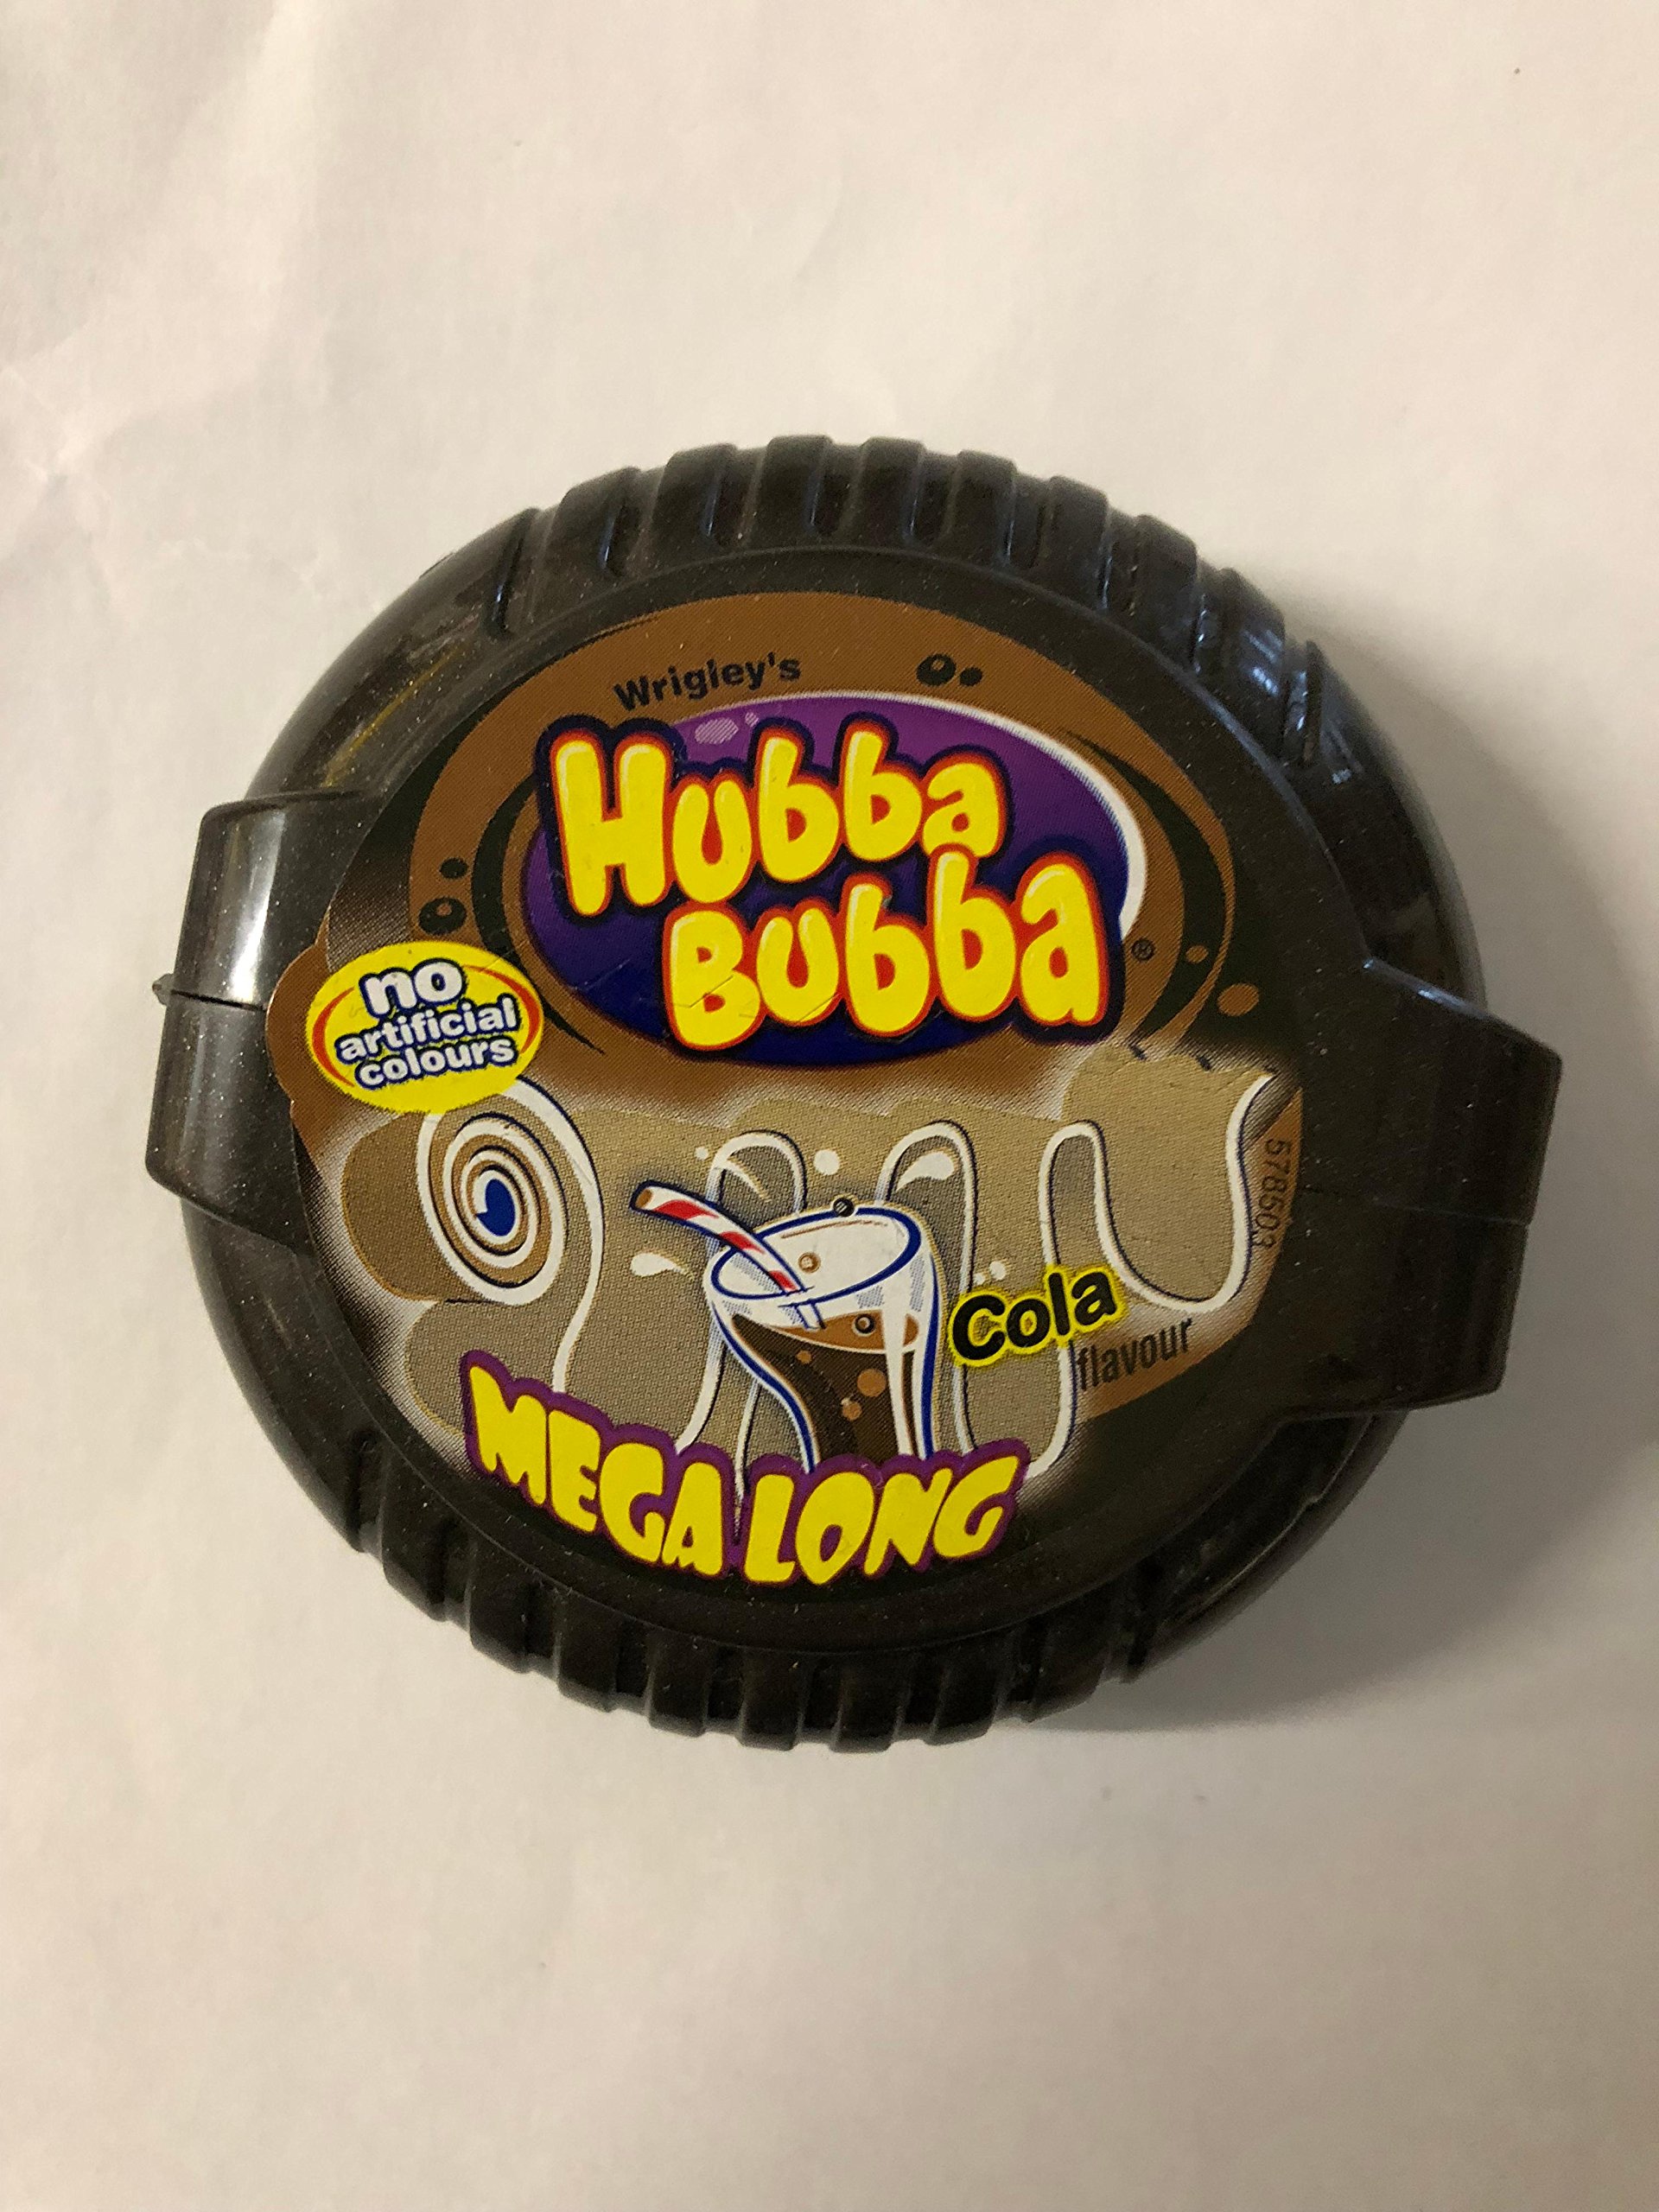 Wrigley's
Hubba
Bubba
®
no
artificial
colours
Cola
flavour
MEGA LONG
578503